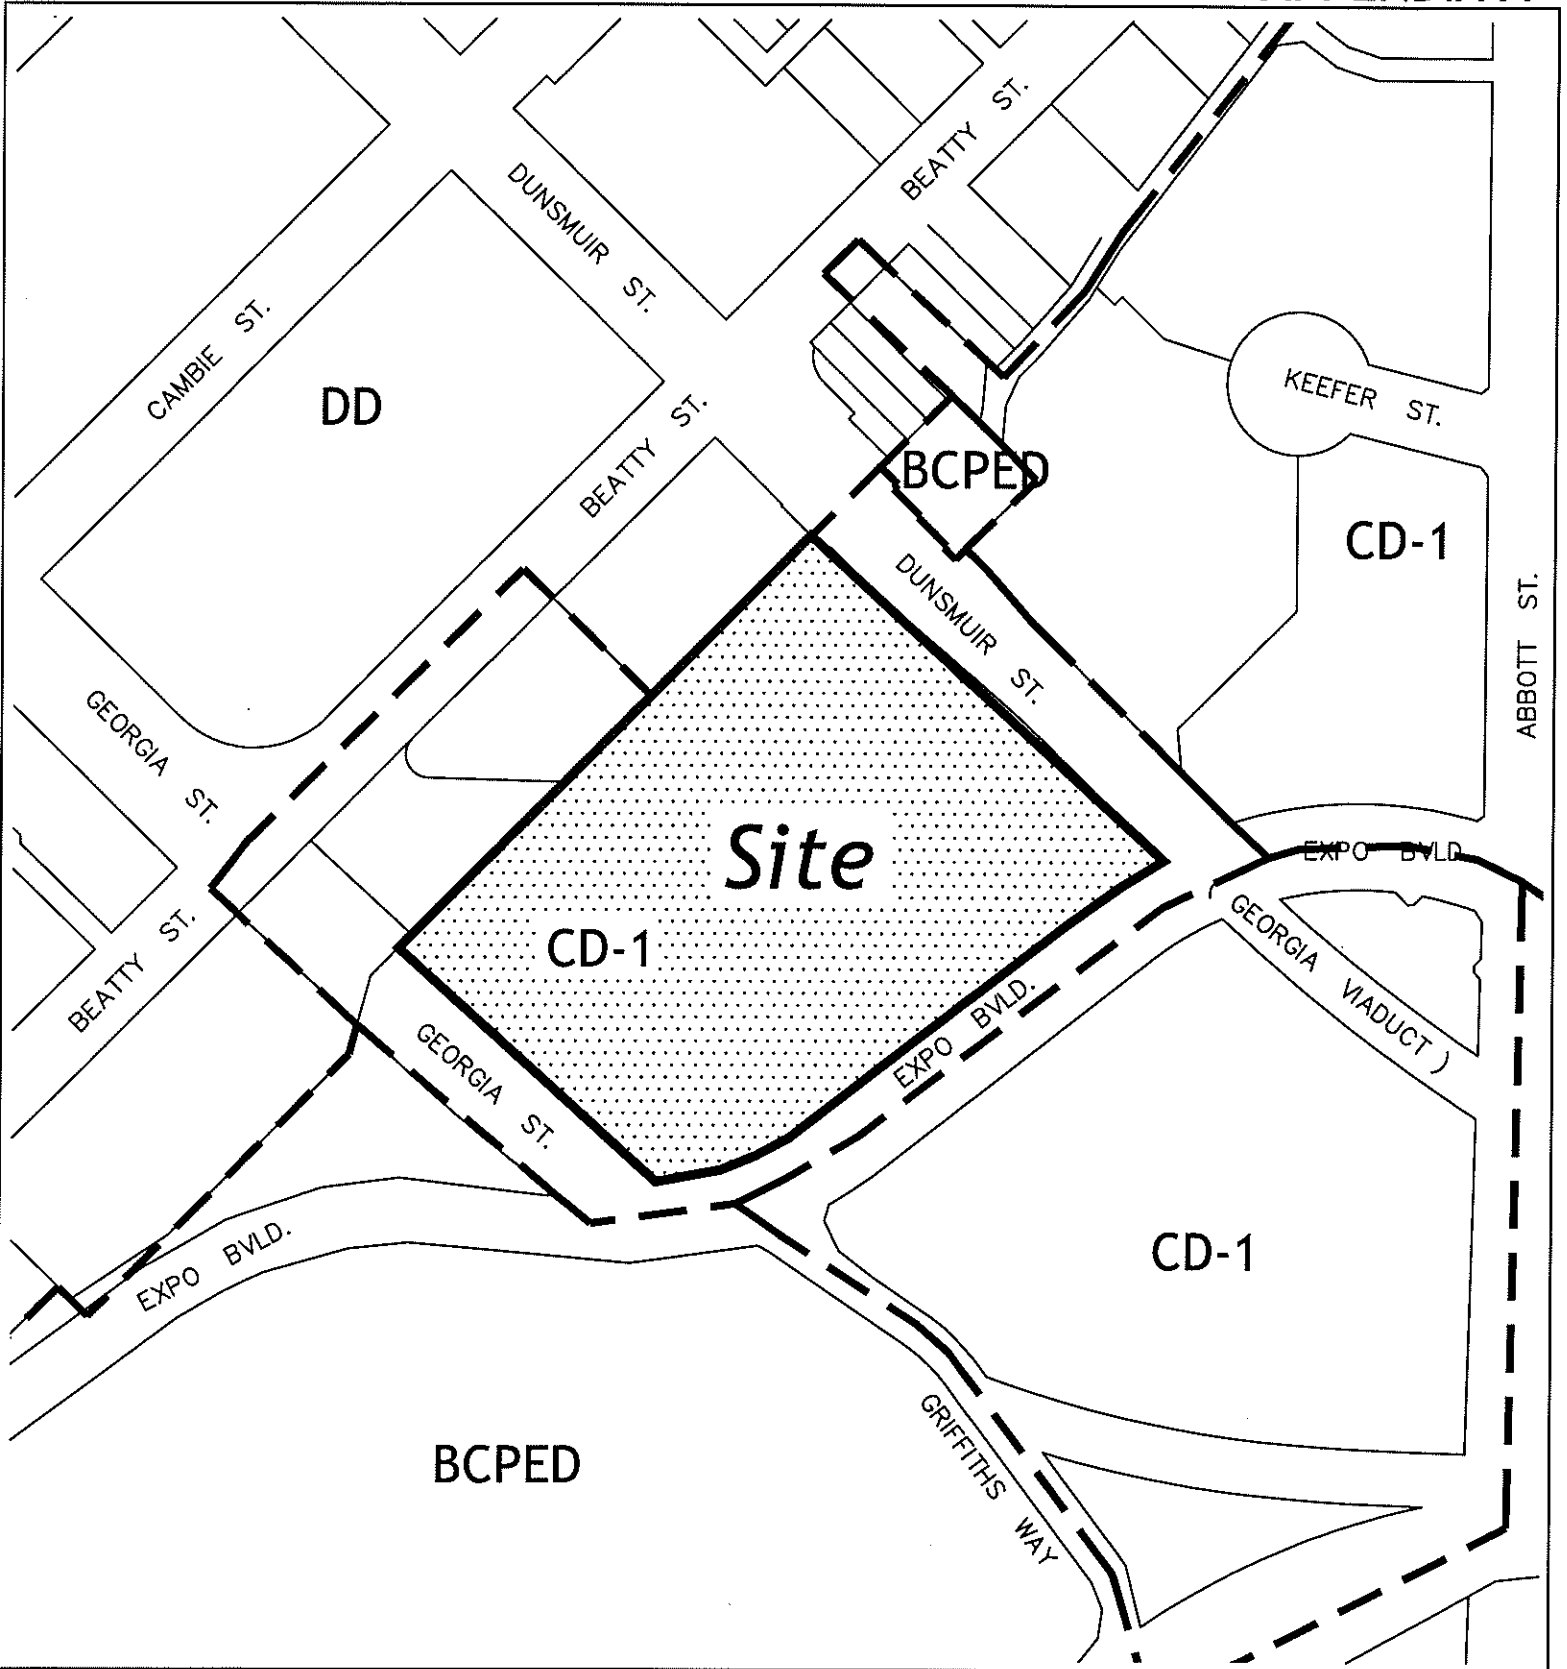 BEATTY ST.
DUNSMUIR ST.
CAMBIE ST.
DD
KEEFER ST.
BEATTY ST.
BCPED
CD-1
DUNSMUIR ST.
ABBOTT ST.
GEORGIA ST.
Site
EXPO BVLD.
CD-1
BEATTY ST.
GEORGIA VIADUCT )
EXPO BVLD.
GEORGIA ST.
CD-1
EXPO BVLD.
BCPED
GRIFFITHS WAY